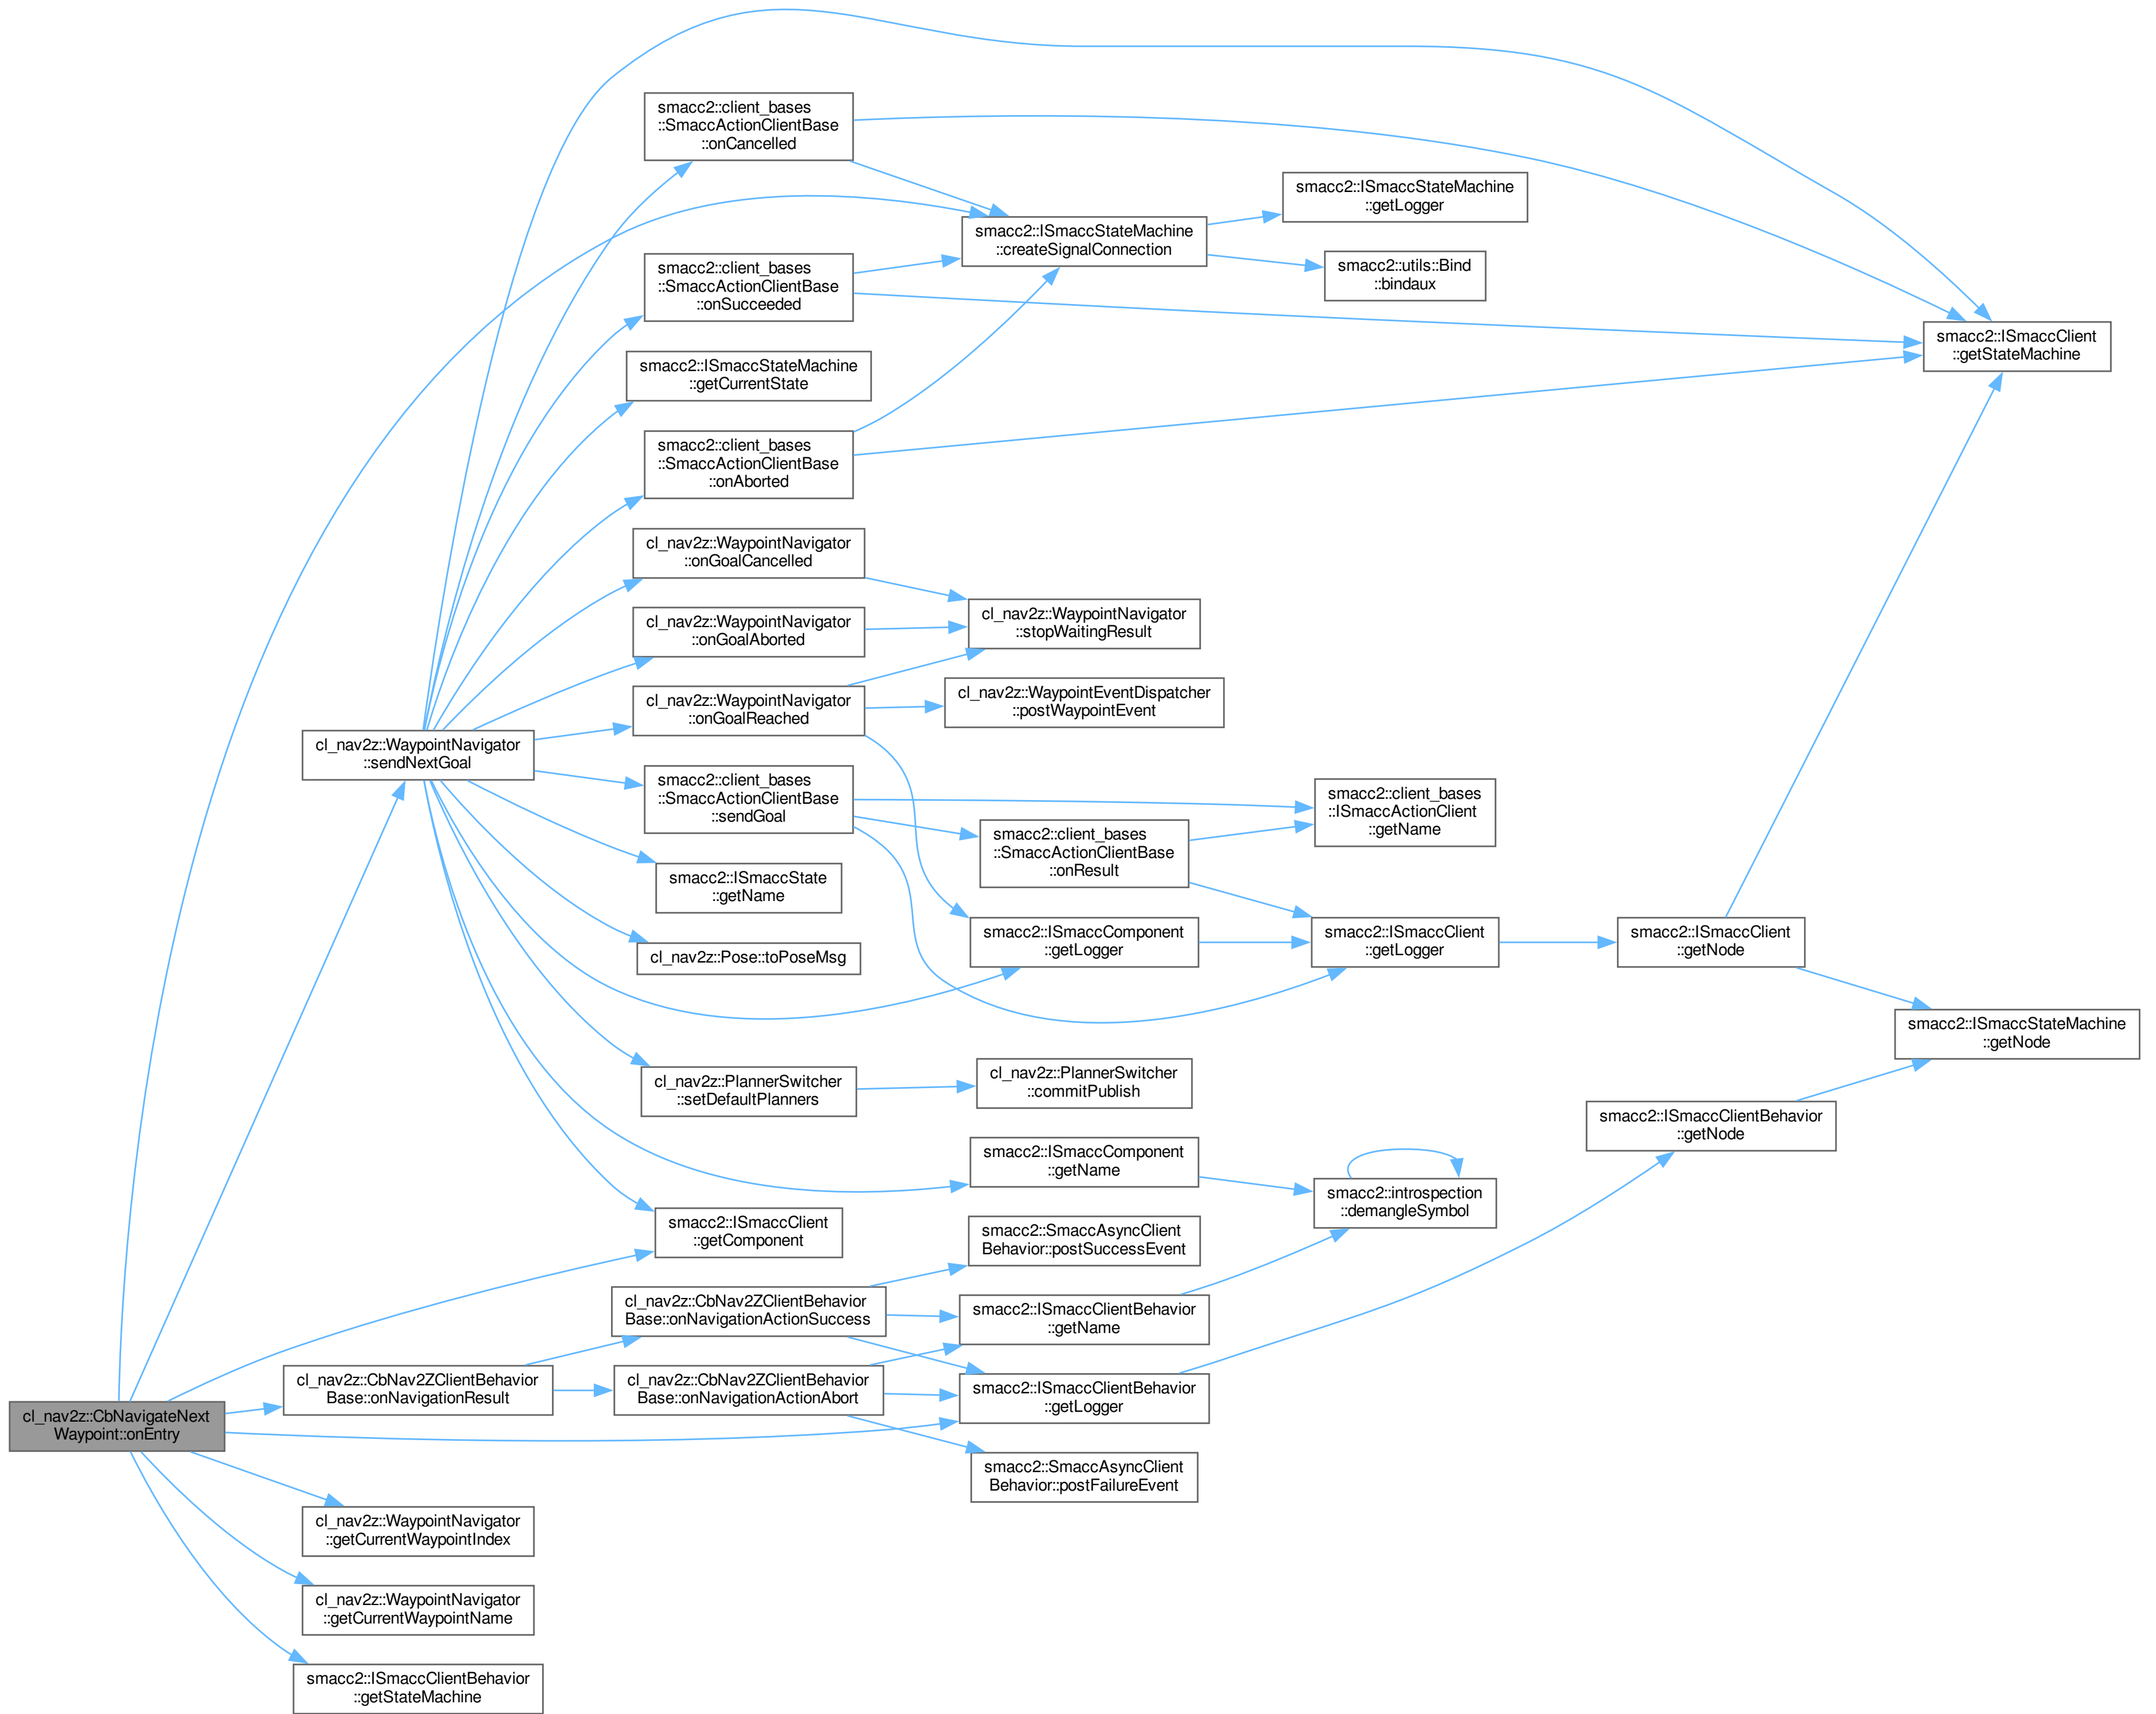 smacc2::client_bases
::SmaccActionClientBase
::onCancelled
smacc2::ISmaccStateMachine
::getLogger
smacc2::ISmaccStateMachine
::createSignalConnection
smacc2::client_bases
::SmaccActionClientBase
::onSucceeded
smacc2::utils::Bind
::bindaux
smacc2::ISmaccClient
::getStateMachine
smacc2::ISmaccStateMachine
::getCurrentState
smacc2::client_bases
::SmaccActionClientBase
::onAborted
cl_nav2z::WaypointNavigator
::onGoalCancelled
cl_nav2z::WaypointNavigator
::stopWaitingResult
cl_nav2z::WaypointNavigator
::onGoalAborted
cl_nav2z::WaypointEventDispatcher
::postWaypointEvent
cl_nav2z::WaypointNavigator
::onGoalReached
cl_nav2z::WaypointNavigator
::sendNextGoal
smacc2::client_bases
::SmaccActionClientBase
::sendGoal
smacc2::client_bases
::ISmaccActionClient
::getName
smacc2::client_bases
::SmaccActionClientBase
::onResult
smacc2::ISmaccState
::getName
cl_nav2z::Pose::toPoseMsg
smacc2::ISmaccComponent
::getLogger
smacc2::ISmaccClient
::getLogger
smacc2::ISmaccClient
::getNode
smacc2::ISmaccStateMachine
::getNode
cl_nav2z::PlannerSwitcher
::setDefaultPlanners
cl_nav2z::PlannerSwitcher
::commitPublish
smacc2::ISmaccClientBehavior
::getNode
smacc2::ISmaccComponent
::getName
smacc2::introspection
::demangleSymbol
smacc2::ISmaccClient
::getComponent
smacc2::SmaccAsyncClient
Behavior::postSuccessEvent
cl_nav2z::CbNav2ZClientBehavior
Base::onNavigationActionSuccess
smacc2::ISmaccClientBehavior
::getName
cl_nav2z::CbNav2ZClientBehavior
Base::onNavigationResult
cl_nav2z::CbNav2ZClientBehavior
Base::onNavigationActionAbort
smacc2::ISmaccClientBehavior
::getLogger
cl_nav2z::CbNavigateNext
Waypoint::onEntry
smacc2::SmaccAsyncClient
Behavior::postFailureEvent
cl_nav2z::WaypointNavigator
::getCurrentWaypointIndex
cl_nav2z::WaypointNavigator
::getCurrentWaypointName
smacc2::ISmaccClientBehavior
::getStateMachine